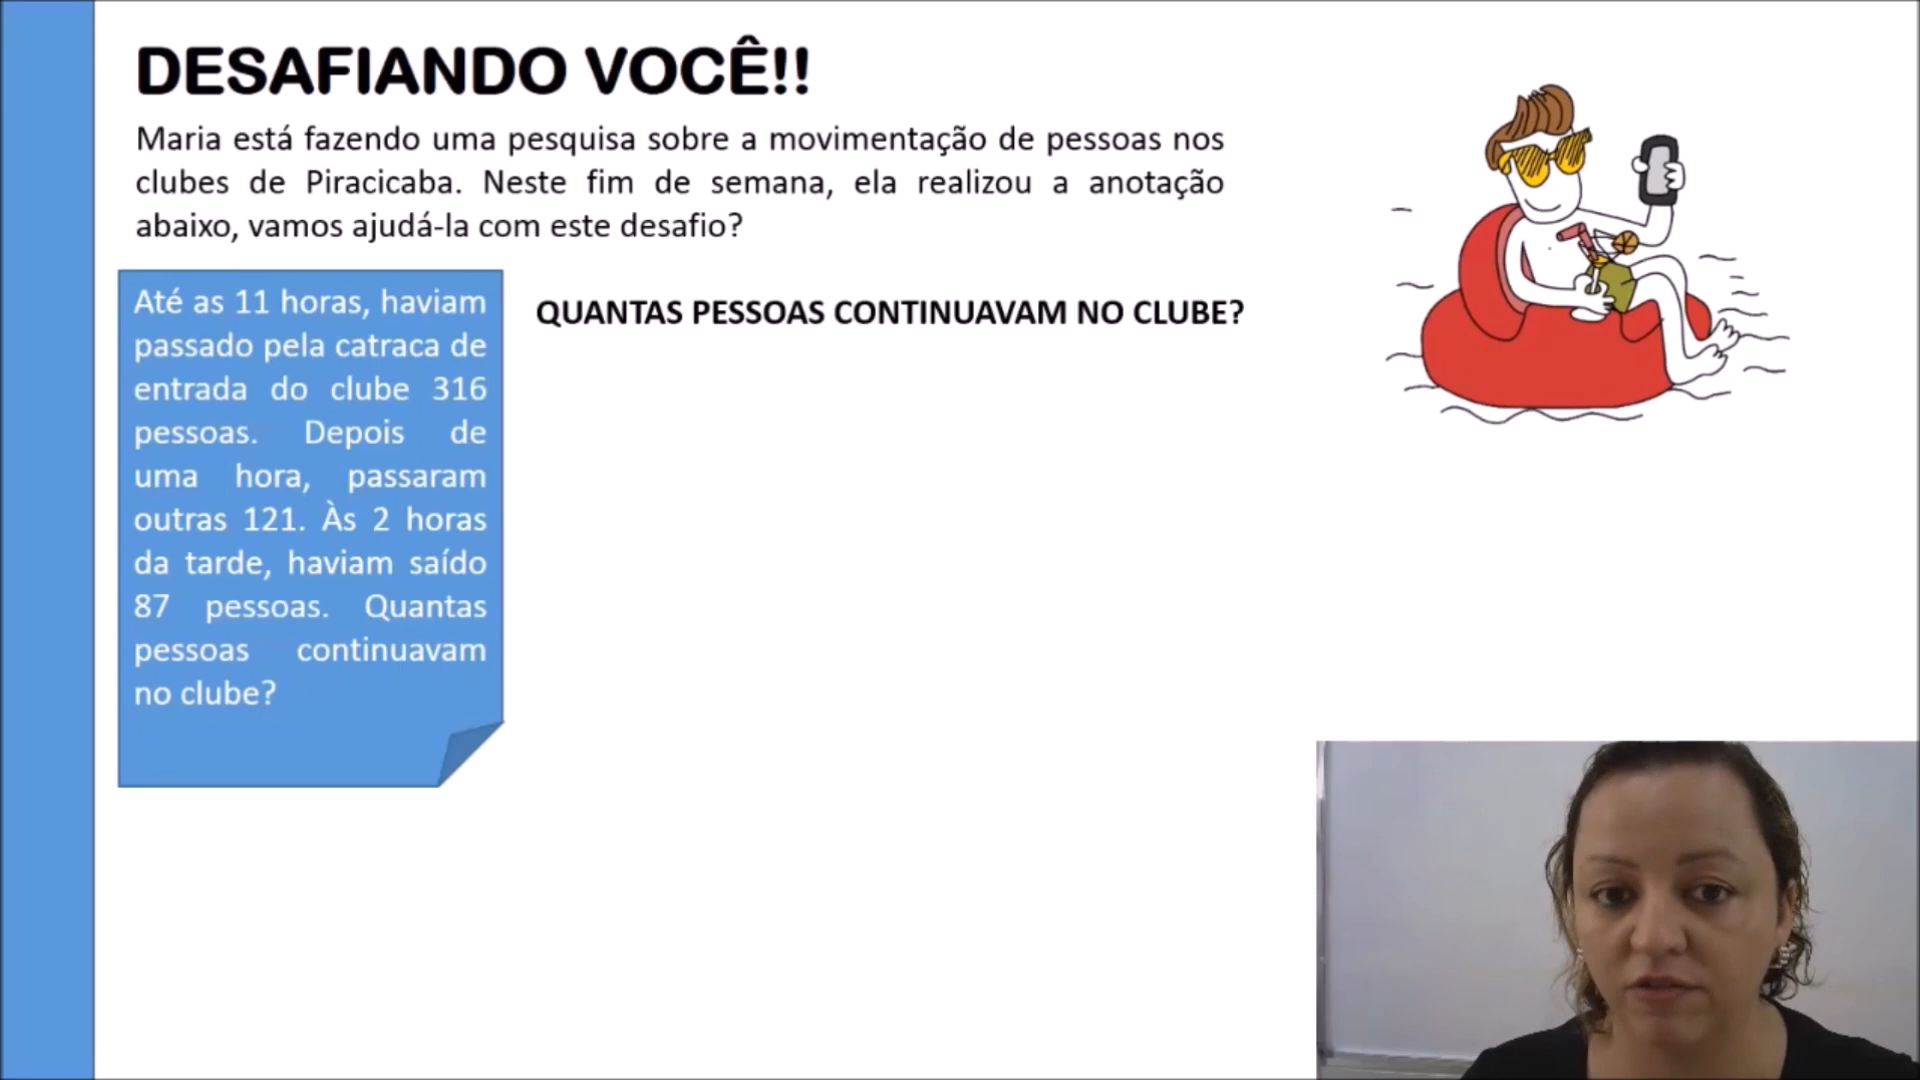 DESAFIANDO VOCÊ!!
Maria está fazendo uma pesquisa sobre a movimentação de pessoas nos
clubes de Piracicaba. Neste fim de semana, ela realizou a anotação
abaixo, vamos ajudá-la com este desafio?
Até as 11 horas, haviam
passado pela catraca de
entrada do clube 316
pessoas. Depois de
uma hora, passaram
outras 121. Às 2 horas
da tarde, haviam saído
87 pessoas. Quantas
pessoas continuavam
no clube?
QUANTAS PESSOAS CONTINUAVAM NO CLUBE?